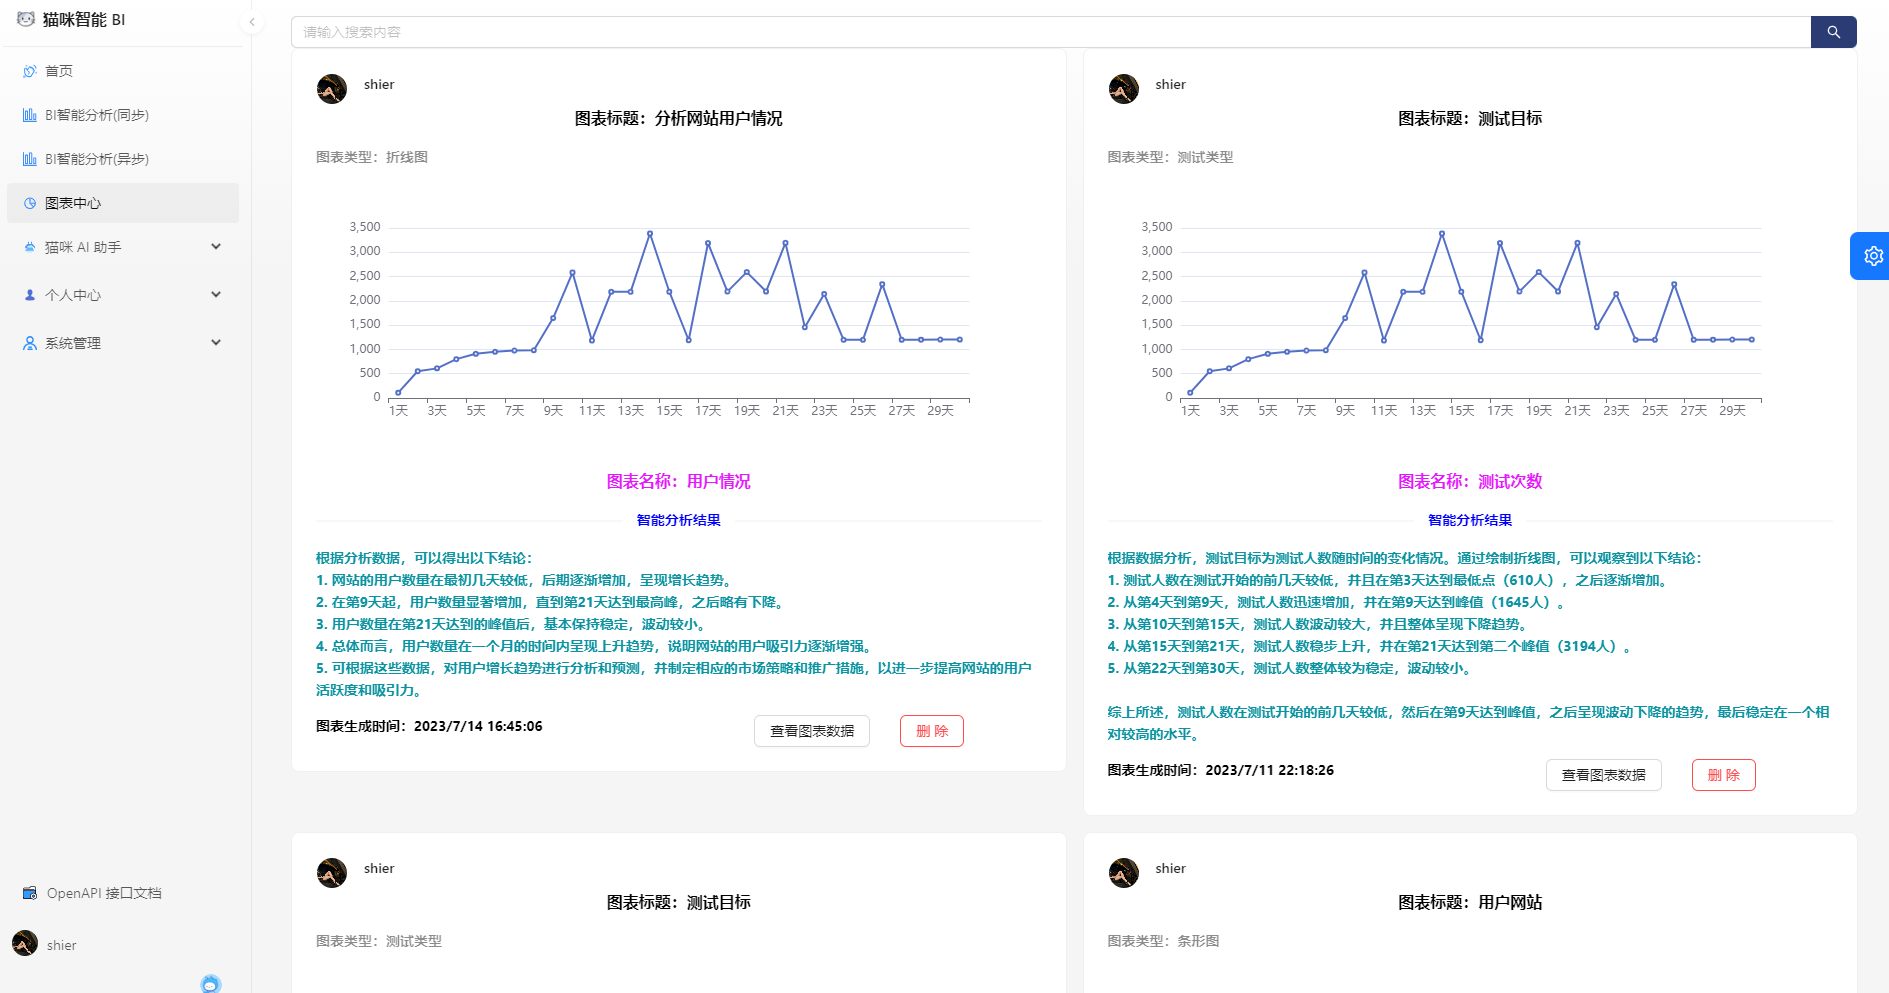 猫咪智能 BI
首页
BI智能分析(同步)
BI智能分析(异步)
图表中心
猫咪 AI 助手
个人中心
系统管理
OpenAPI 接口文档
shier
请输入搜索内容
shier
图表标题：分析网站用户情况
图表类型：折线图
3,500
3,000
2,500
2,000
1,500
1,000
500
0
1天 3天 5天 7天 9天 11天 13天 15天 17天 19天 21天 23天 25天 27天 29天
图表名称：用户情况
智能分析结果
根据分析数据，可以得出以下结论：
1. 网站的用户数量在最初几天较低，后期逐渐增加，呈现增长趋势。
2. 在第9天起，用户数量显著增加，直到第21天达到最高峰，之后略有下降。
3. 用户数量在第21天达到的峰值后，基本保持稳定，波动较小。
4. 总体而言，用户数量在一个月的时间内呈现上升趋势，说明网站的用户吸引力逐渐增强。
5. 可根据这些数据，对用户增长趋势进行分析和预测，并制定相应的市场策略和推广措施，以进一步提高网站的用户
活跃度和吸引力。
图表生成时间：2023/7/14 16:45:06
查看图表数据
删 除
shier
图表标题：测试目标
图表类型：测试类型
3,500
3,000
2,500
2,000
1,500
1,000
500
0
1天 3天 5天 7天 9天 11天 13天 15天 17天 19天 21天 23天 25天 27天 29天
图表名称：测试次数
智能分析结果
根据数据分析，测试目标为测试人数随时间的变化情况。通过绘制折线图，可以观察到以下结论：
1. 测试人数在测试开始的前几天较低，并且在第3天达到最低点（610人），之后逐渐增加。
2. 从第4天到第9天，测试人数迅速增加，并在第9天达到峰值（1645人）。
3. 从第10天到第15天，测试人数波动较大，并且整体呈现下降趋势。
4. 从第15天到第21天，测试人数稳步上升，并在第21天达到第二个峰值（3194人）。
5. 从第22天到第30天，测试人数整体较为稳定，波动较小。
综上所述，测试人数在测试开始的前几天较低，然后在第9天达到峰值，之后呈现波动下降的趋势，最后稳定在一个相
对较高的水平。
图表生成时间：2023/7/11 22:18:26
查看图表数据
删 除
shier
图表标题：测试目标
图表类型：测试类型
shier
图表标题：用户网站
图表类型：条形图